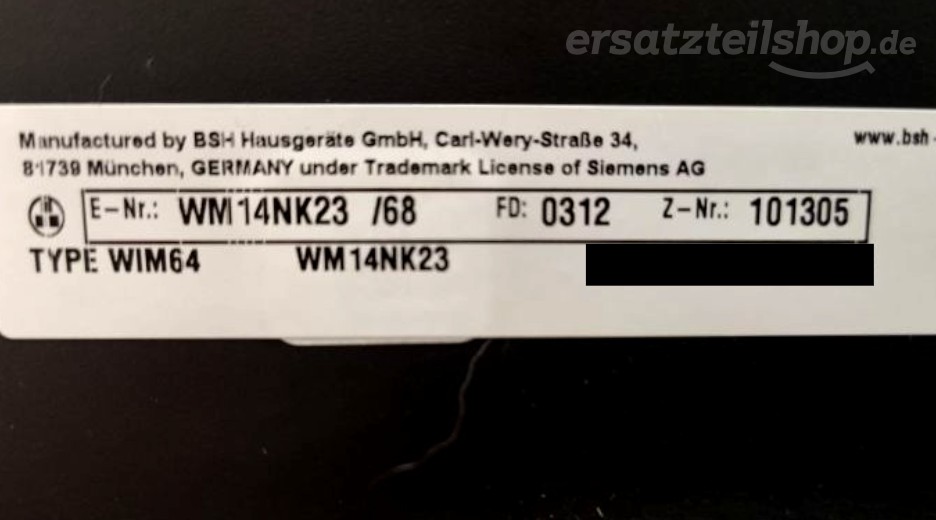 ersatzteilshop.de
Manufactured by BSH Hausgeräte GmbH, Carl-Wery-Straße 34, www.bsh-
81739 München, GERMANY under Trademark License of Siemens AG
E-Nr.: WM14NK23 /68 FD: 0312 Z-Nr.: 101305
TYPE WIM64 WM14NK23